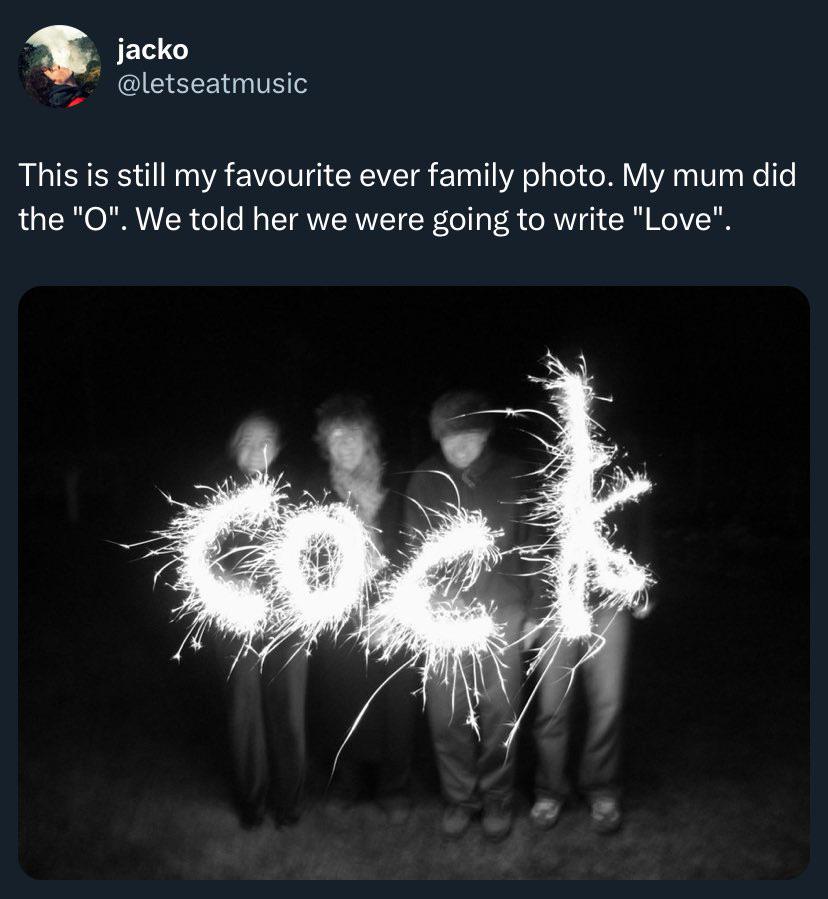 jacko
@letseatmusic
This is still my favourite ever family photo. My mum did
the "O". We told her we were going to write "Love".
cock